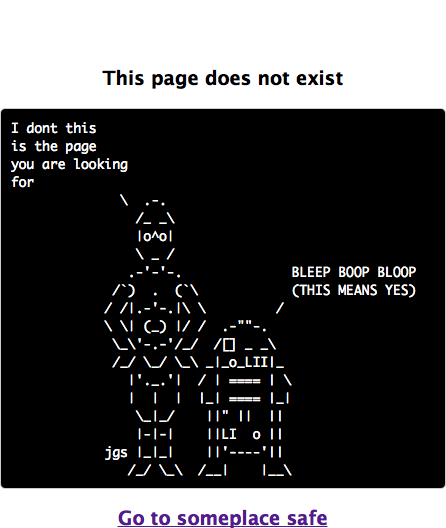 This page does not exist
I dont this
is the page
you are looking
for
BLEEP BOOP BLOOP
(THIS MEANS YES)
jgs
Go to someplace safe